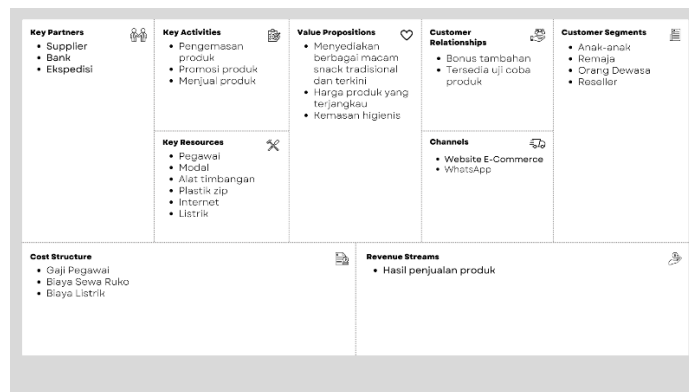 Key Partners
• Supplier
• Bank
• Ekspedisi
Key Activities
• Pengemasan
produk
• Promosi produk
• Menjual produk
Key Resources
• Pegawai
• Modal
• Alat timbangan
• Plastik zip
• Internet
• Listrik
Value Propositions
• Menyediakan
berbagai macam
snack tradisional
dan terkini
• Harga produk yang
terjangkau
• Kemasan higienis
Customer
Relationships
• Bonus tambahan
• Tersedia uji coba
produk
Channels
• Website E-Commerce
• WhatsApp
Customer Segments
• Anak-anak
• Remaja
• Orang Dewasa
• Reseller
Cost Structure
• Gaji Pegawai
• Biaya Sewa Ruko
• Biaya Listrik
Revenue Streams
• Hasil penjualan produk